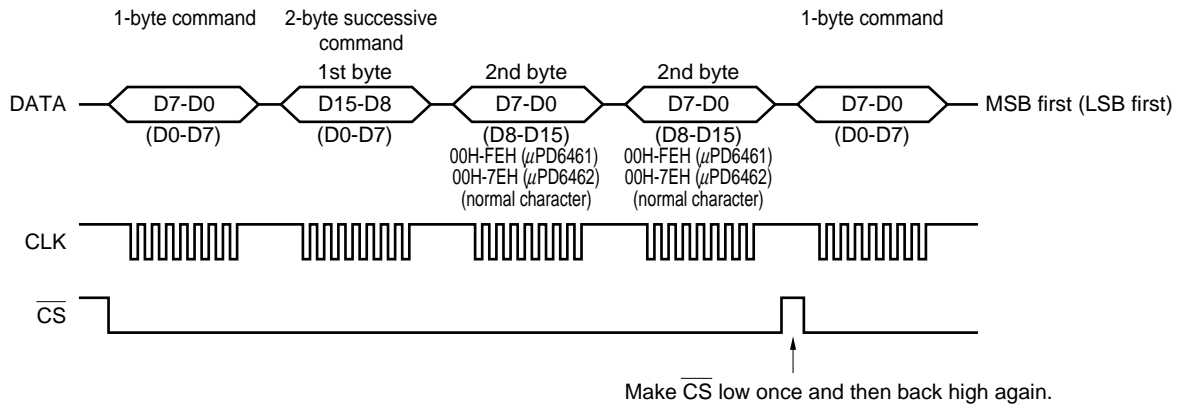 1-byte command
2-byte successive
command
1-byte command
1st byte
2nd byte
2nd byte
DATA
D7-D0
D15-D8
D7-D0
D7-D0
D7-D0
MSB first (LSB first)
(D0-D7)
(D0-D7)
(D8-D15)
(D8-D15)
(D0-D7)
00H-FEH (μPD6461)
00H-FEH (μPD6461)
00H-7EH (μPD6462)
00H-7EH (μPD6462)
(normal character)
(normal character)
CLK
CS
Make CS low once and then back high again.